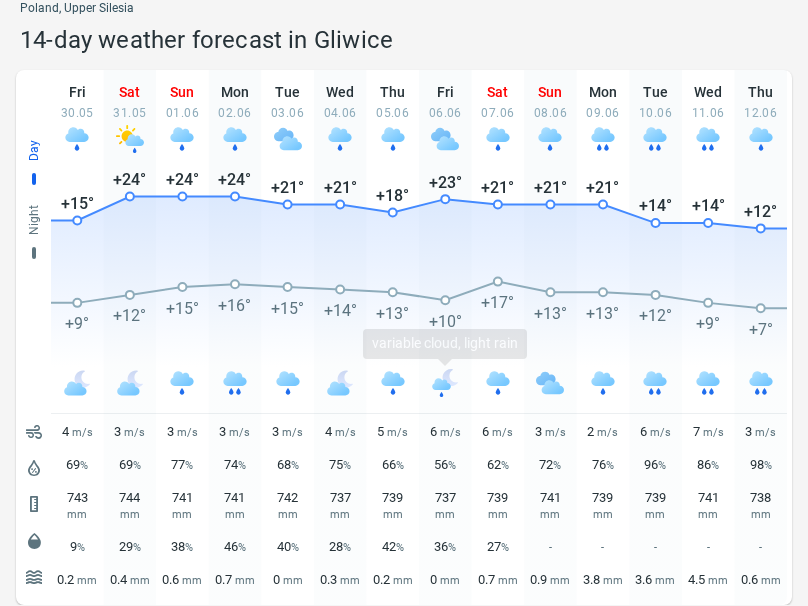 Poland, Upper Silesia
14-day weather forecast in Gliwice
Fri Sat Sun Mon Tue Wed Thu Fri Sat Sun Mon Tue Wed Thu
30.05 31.05 01.06 02.06 03.06 04.06 05.06 06.06 07.06 08.06 09.06 10.06 11.06 12.06
Day
+15° +24° +24° +24° +21° +21° +18° +23° +21° +21° +21° +14° +14° +12°
Night
+9° +12° +15° +16° +15° +14° +13° +10° +17° +13° +13° +12° +9° +7°
variable cloud, light rain
4 m/s 3 m/s 3 m/s 3 m/s 3 m/s 4 m/s 5 m/s 6 m/s 6 m/s 3 m/s 2 m/s 6 m/s 7 m/s 3 m/s
69% 69% 77% 74% 68% 75% 66% 56% 62% 72% 76% 96% 86% 98%
743 744 741 741 742 737 739 737 739 741 739 739 741 738
mm mm mm mm mm mm mm mm mm mm mm mm mm mm
9% 29% 38% 46% 40% 28% 42% 36% 27% - - - - -
0.2 mm 0.4 mm 0.6 mm 0.7 mm 0 mm 0.3 mm 0.2 mm 0 mm 0.7 mm 0.9 mm 3.8 mm 3.6 mm 4.5 mm 0.6 mm